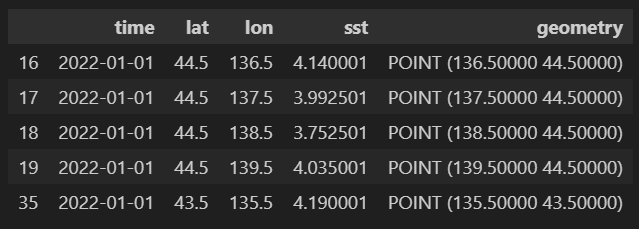 time lat lon sst geometry
16 2022-01-01 44.5 136.5 4.140001 POINT (136.50000 44.50000)
17 2022-01-01 44.5 137.5 3.992501 POINT (137.50000 44.50000)
18 2022-01-01 44.5 138.5 3.752501 POINT (138.50000 44.50000)
19 2022-01-01 44.5 139.5 4.035001 POINT (139.50000 44.50000)
35 2022-01-01 43.5 135.5 4.190001 POINT (135.50000 43.50000)